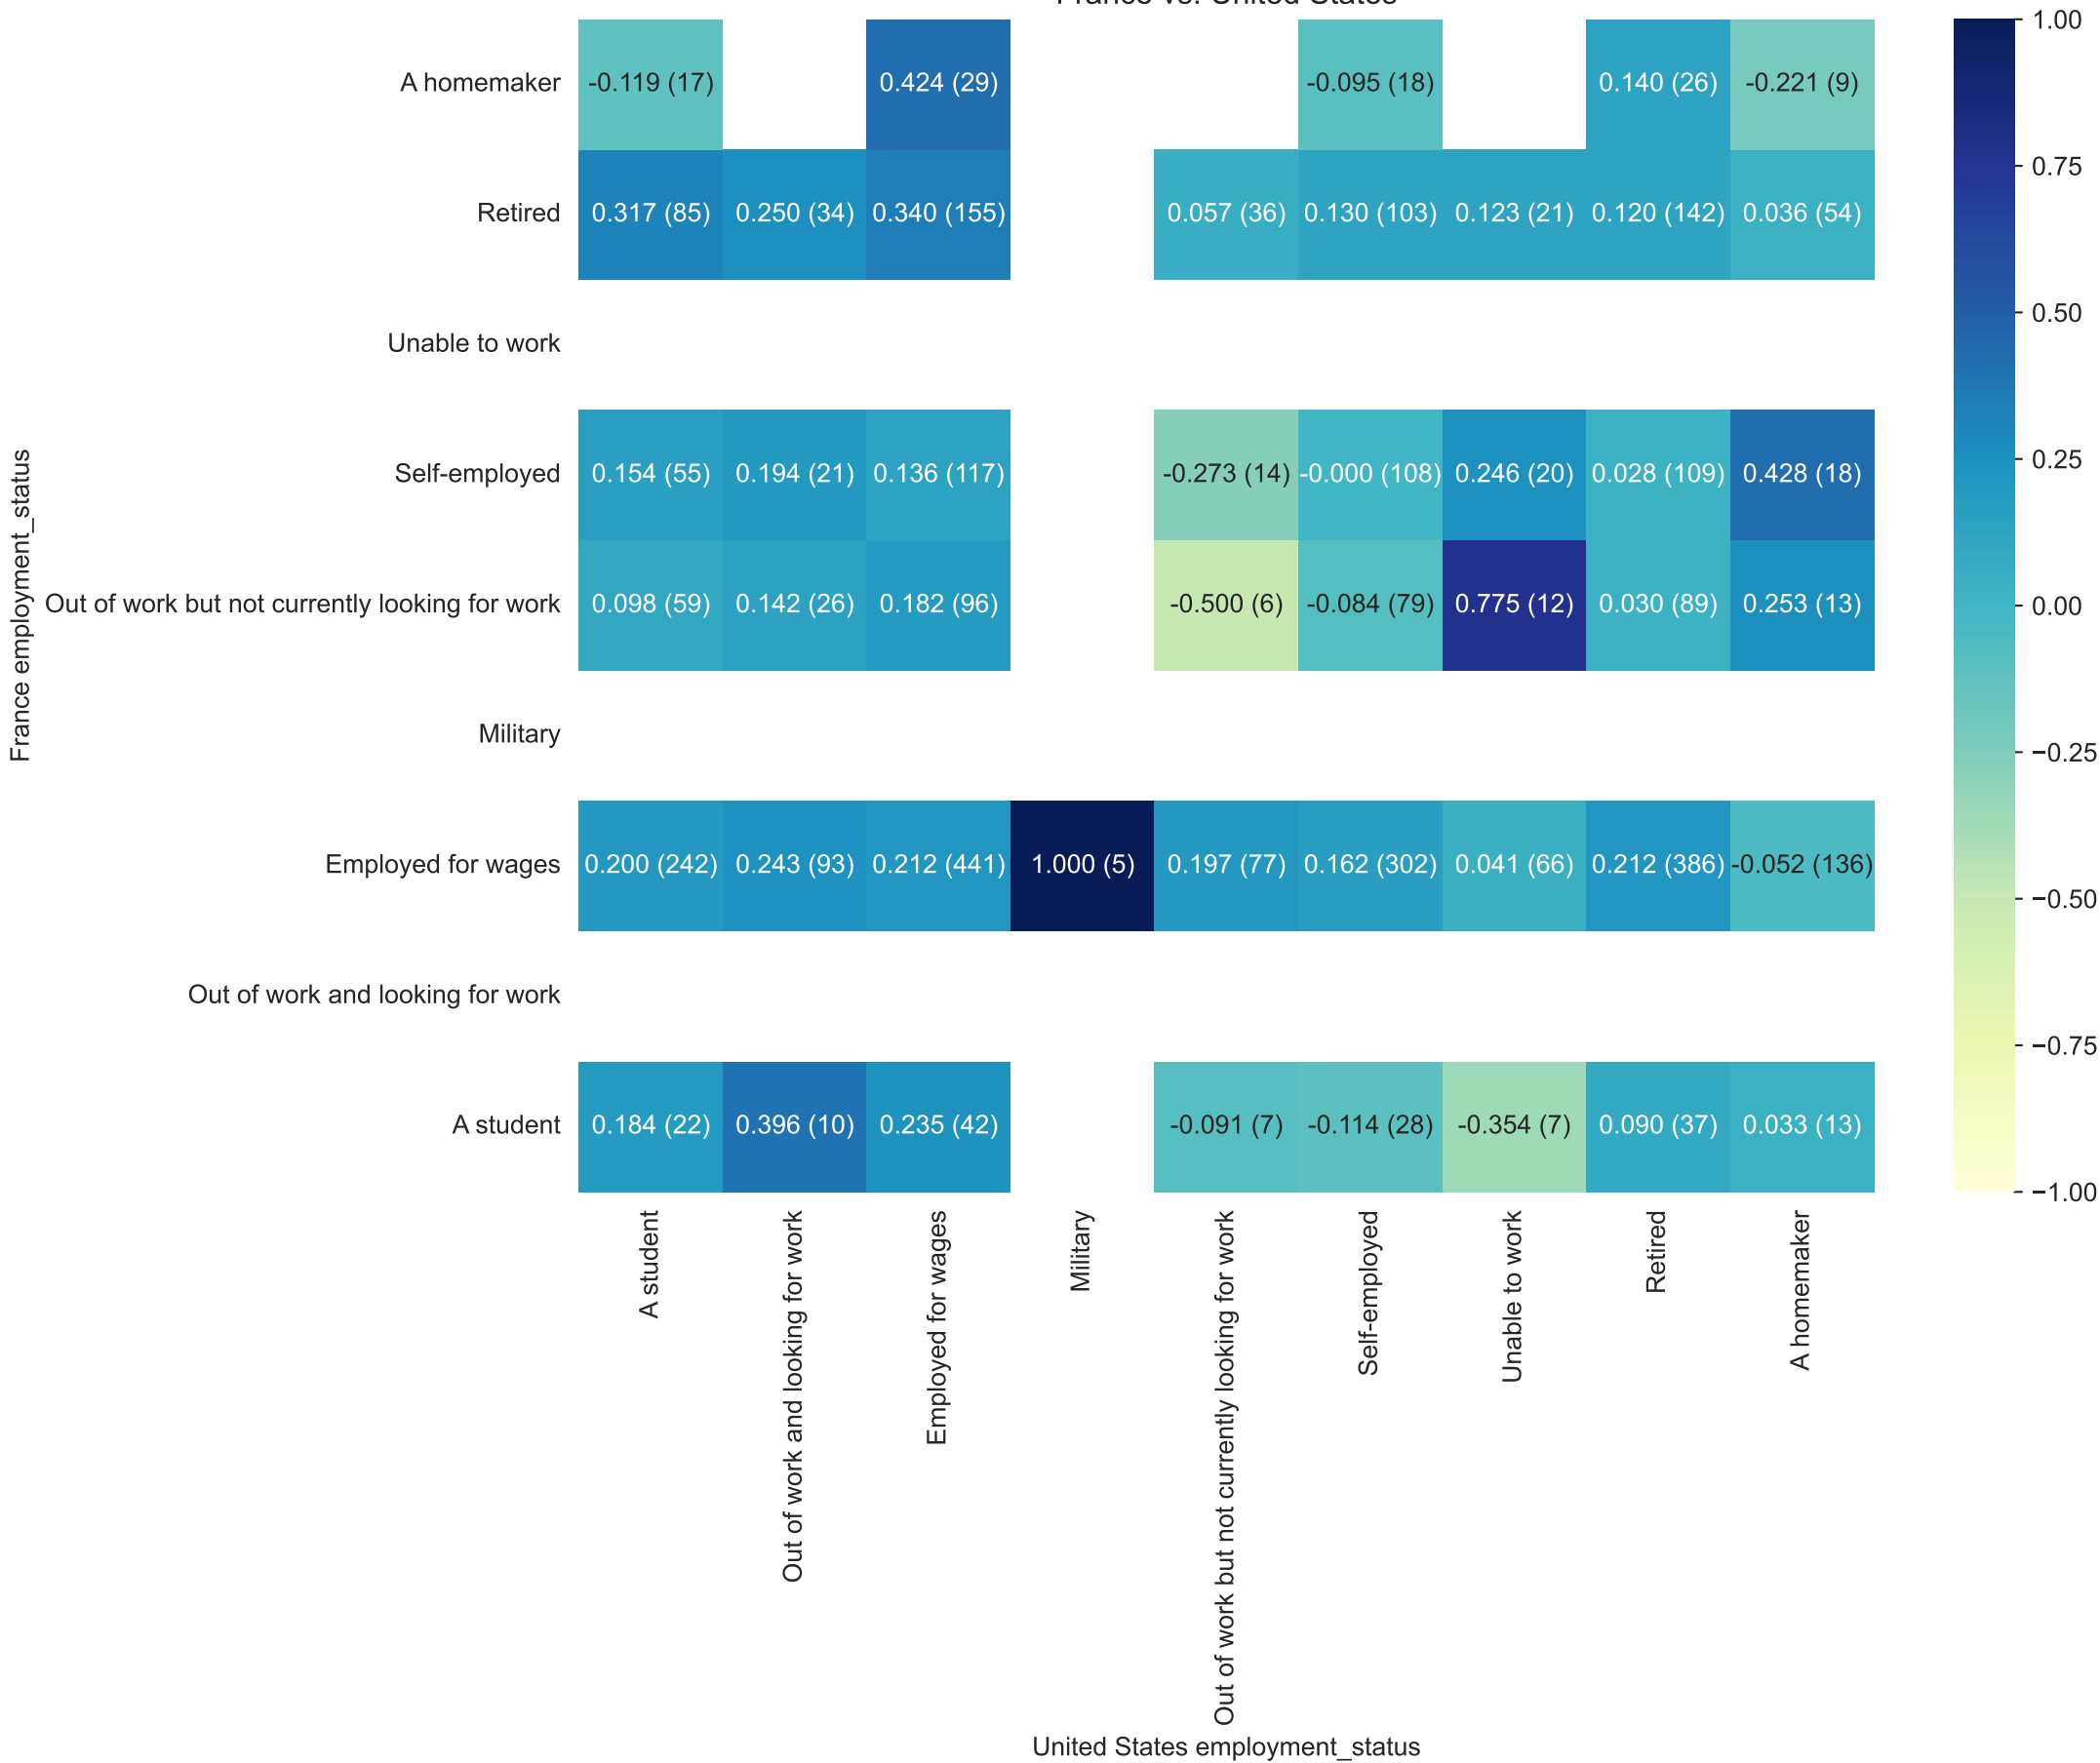 France vs. United States
1.00
A homemaker -0.119 (17) 0.424 (29) -0.095 (18) 0.140 (26) -0.221 (9)
0.75
Retired 0.317 (85) 0.250 (34) 0.340 (155) 0.057 (36) 0.130 (103) 0.123 (21) 0.120 (142) 0.036 (54)
0.50
Unable to work
0.25
Self-employed 0.154 (55) 0.194 (21) 0.136 (117) -0.273 (14) -0.000 (108) 0.246 (20) 0.028 (109) 0.428 (18)
France employment_status
Out of work but not currently looking for work 0.098 (59) 0.142 (26) 0.182 (96) -0.500 (6) -0.084 (79) 0.775 (12) 0.030 (89) 0.253 (13)
0.00
Military
−0.25
Employed for wages 0.200 (242) 0.243 (93) 0.212 (441) 1.000 (5) 0.197 (77) 0.162 (302) 0.041 (66) 0.212 (386) -0.052 (136)
−0.50
Out of work and looking for work
−0.75
A student 0.184 (22) 0.396 (10) 0.235 (42) -0.091 (7) -0.114 (28) -0.354 (7) 0.090 (37) 0.033 (13)
−1.00
A student
Out of work and looking for work
Employed for wages
Military
Out of work but not currently looking for work
Self-employed
Unable to work
Retired
A homemaker
United States employment_status